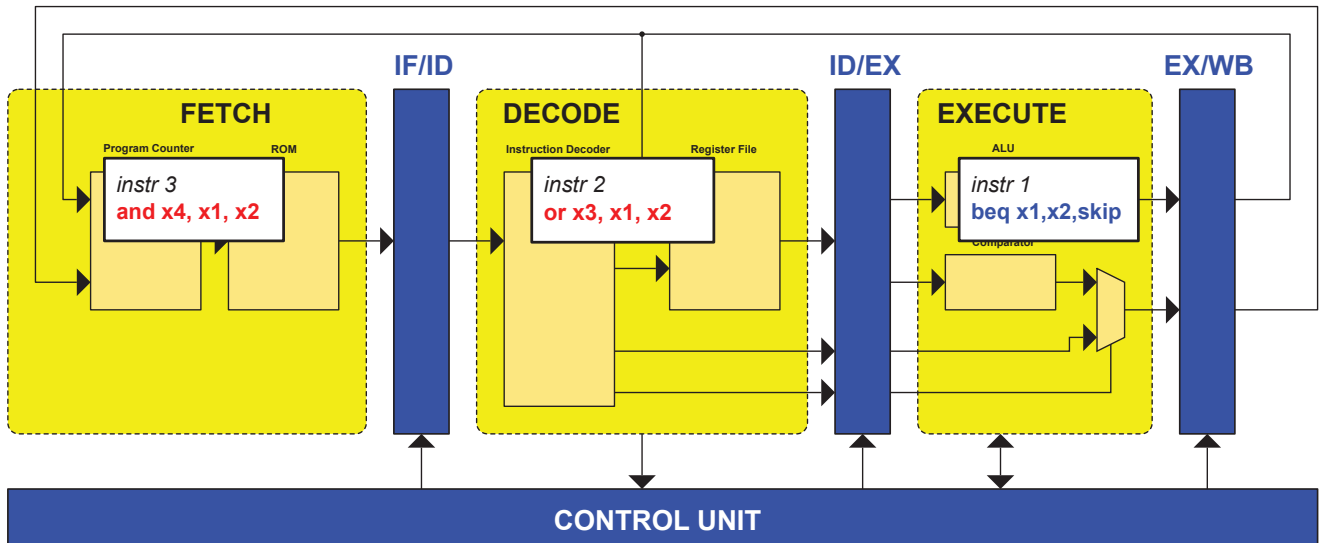 IF/ID
ID/EX
EX/WB
FETCH
DECODE
EXECUTE
Program Counter
ROM
Instruction Decoder
Register File
ALU
instr 3
and x4, x1, x2
instr 2
or x3, x1, x2
instr 1
beq x1,x2,skip
Comparator
CONTROL UNIT